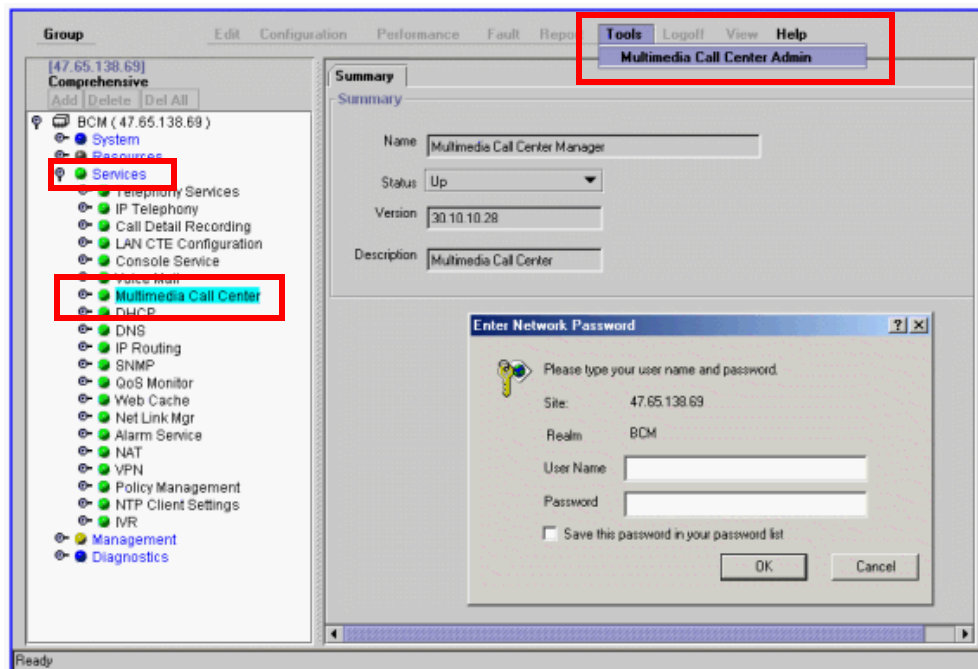 Group Edit Configuration Performance Fault Report Tools Logoff View Help
Multimedia Call Center Admin
[47.65.138.69]
Comprehensive
Add Delete Del All
BCM ( 47.65.138.69 )
System
Resources
Services
Telephony Services
IP Telephony
Call Detail Recording
LAN CTE Configuration
Console Service
Voice Mail
Multimedia Call Center
DHCP
DNS
IP Routing
SNMP
QoS Monitor
Web Cache
Net Link Mgr
Alarm Service
NAT
VPN
Policy Management
NTP Client Settings
IVR
Management
Diagnostics
Summary
Summary
Name Multimedia Call Center Manager
Status Up
Version 30.10.10.28
Description Multimedia Call Center
Enter Network Password
Please type your user name and password.
Site: 47.65.138.69
Realm BCM
User Name
Password
Save this password in your password list
OK Cancel
Ready